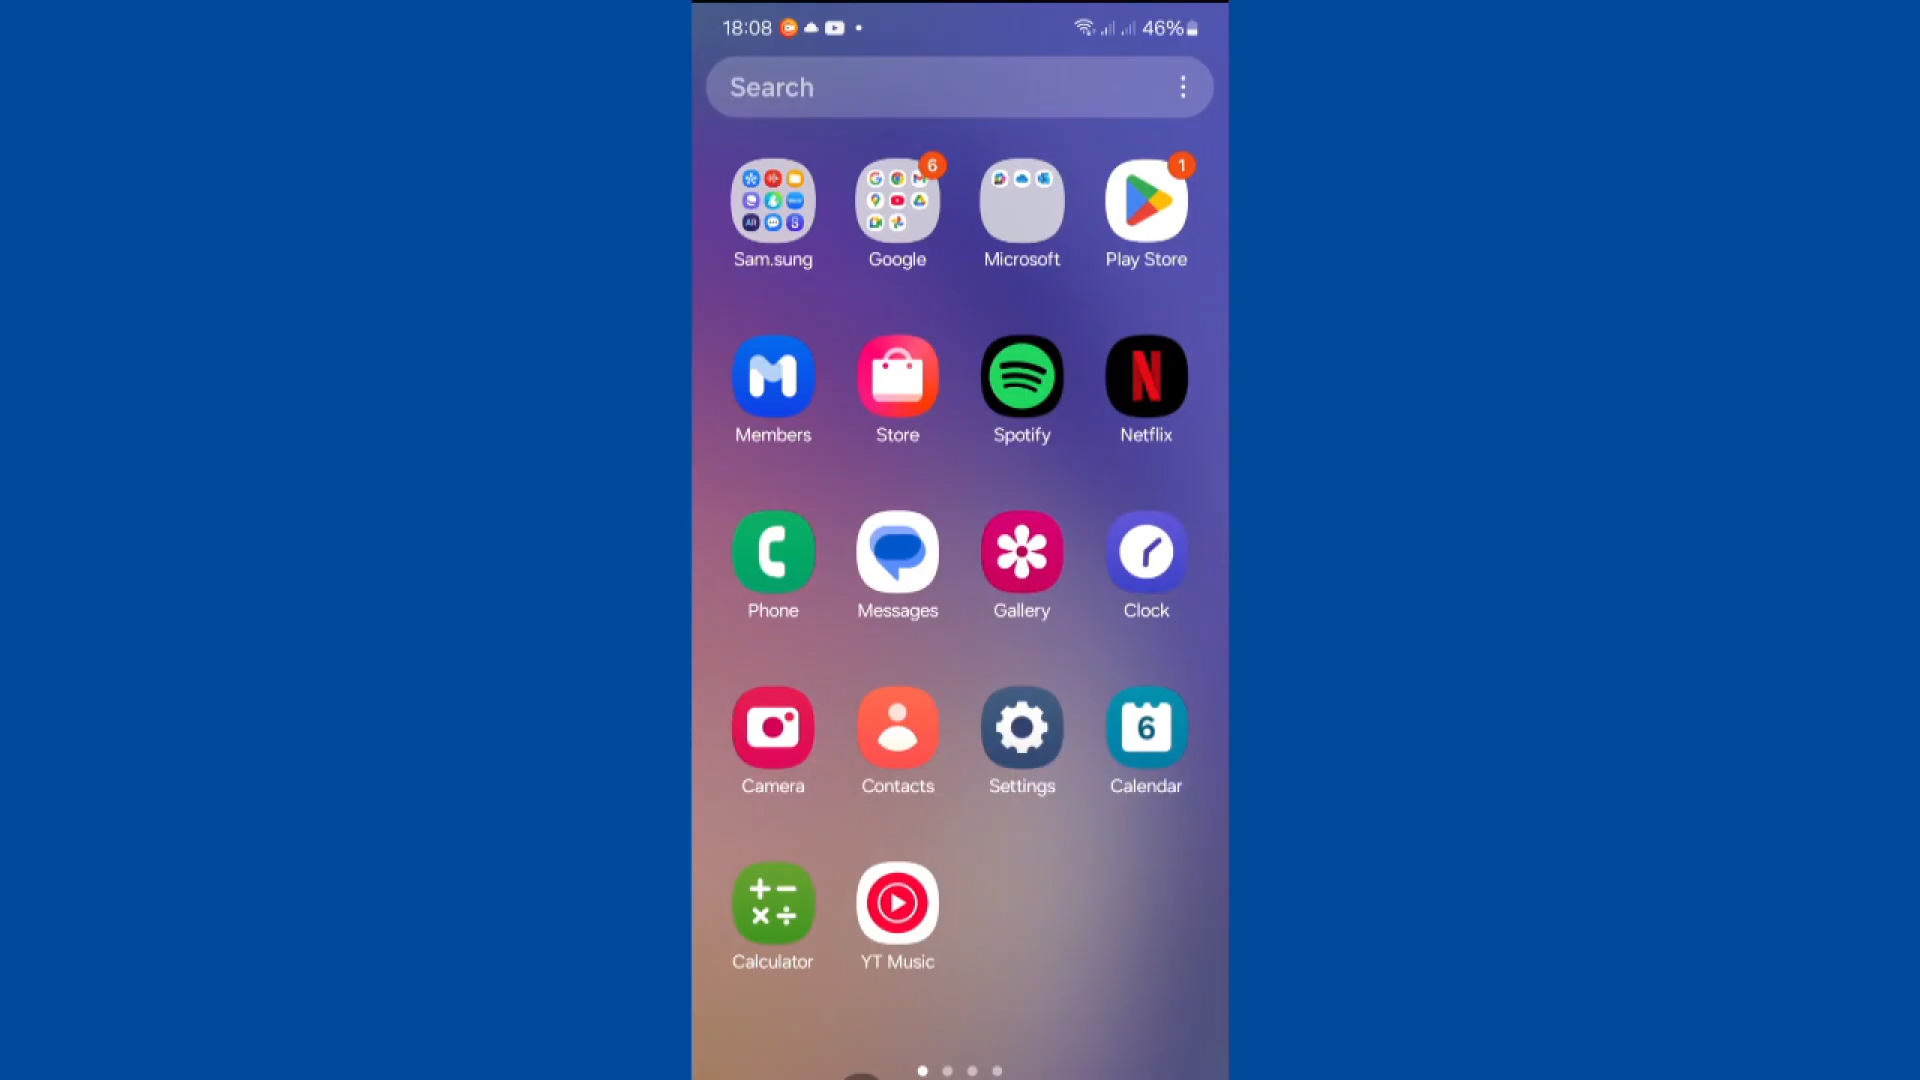 18:08 46%
Search
6 1
Sam.sung Google Microsoft Play Store
N
Members Store Spotify Netflix
Phone Messages Gallery Clock
6
Camera Contacts Settings Calendar
Calculator YT Music